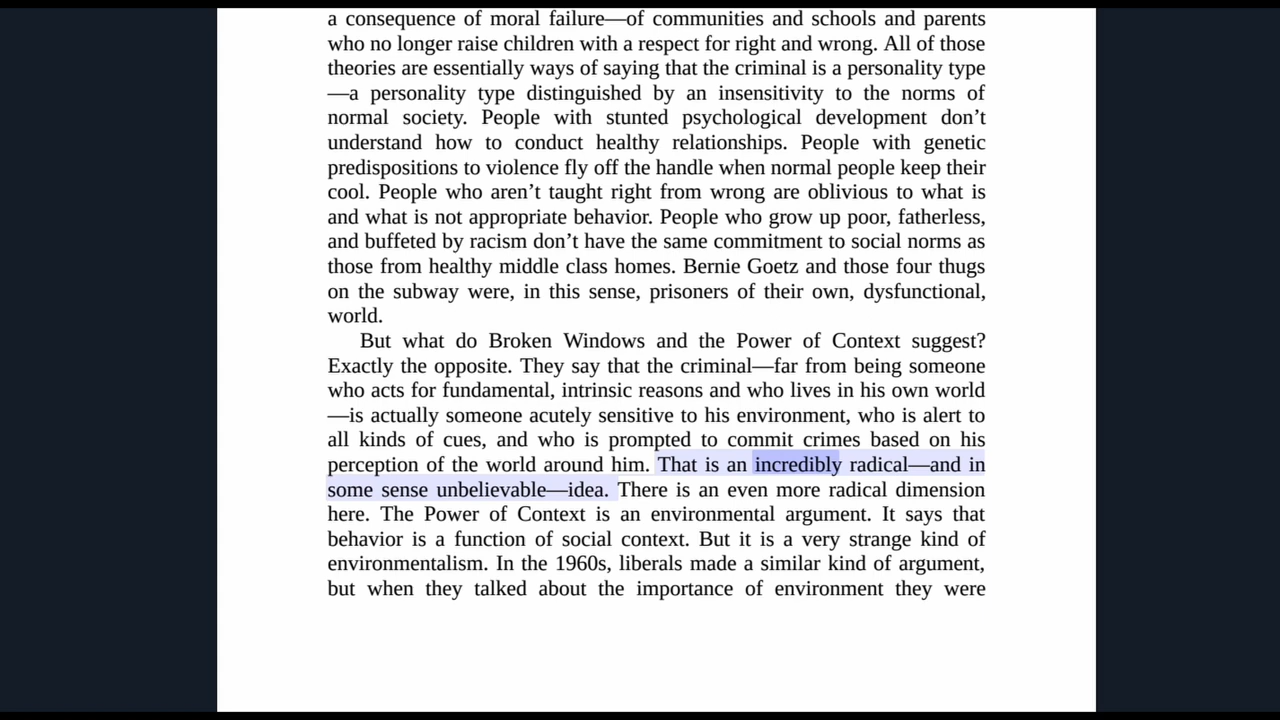 a consequence of moral failure—of communities and schools and parents
who no longer raise children with a respect for right and wrong. All of those
theories are essentially ways of saying that the criminal is a personality type
—a personality type distinguished by an insensitivity to the norms of
normal society. People with stunted psychological development don’t
understand how to conduct healthy relationships. People with genetic
predispositions to violence fly off the handle when normal people keep their
cool. People who aren’t taught right from wrong are oblivious to what is
and what is not appropriate behavior. People who grow up poor, fatherless,
and buffeted by racism don’t have the same commitment to social norms as
those from healthy middle class homes. Bernie Goetz and those four thugs
on the subway were, in this sense, prisoners of their own, dysfunctional,
world.
But what do Broken Windows and the Power of Context suggest?
Exactly the opposite. They say that the criminal—far from being someone
who acts for fundamental, intrinsic reasons and who lives in his own world
—is actually someone acutely sensitive to his environment, who is alert to
all kinds of cues, and who is prompted to commit crimes based on his
perception of the world around him. That is an incredibly radical—and in
some sense unbelievable—idea. There is an even more radical dimension
here. The Power of Context is an environmental argument. It says that
behavior is a function of social context. But it is a very strange kind of
environmentalism. In the 1960s, liberals made a similar kind of argument,
but when they talked about the importance of environment they were